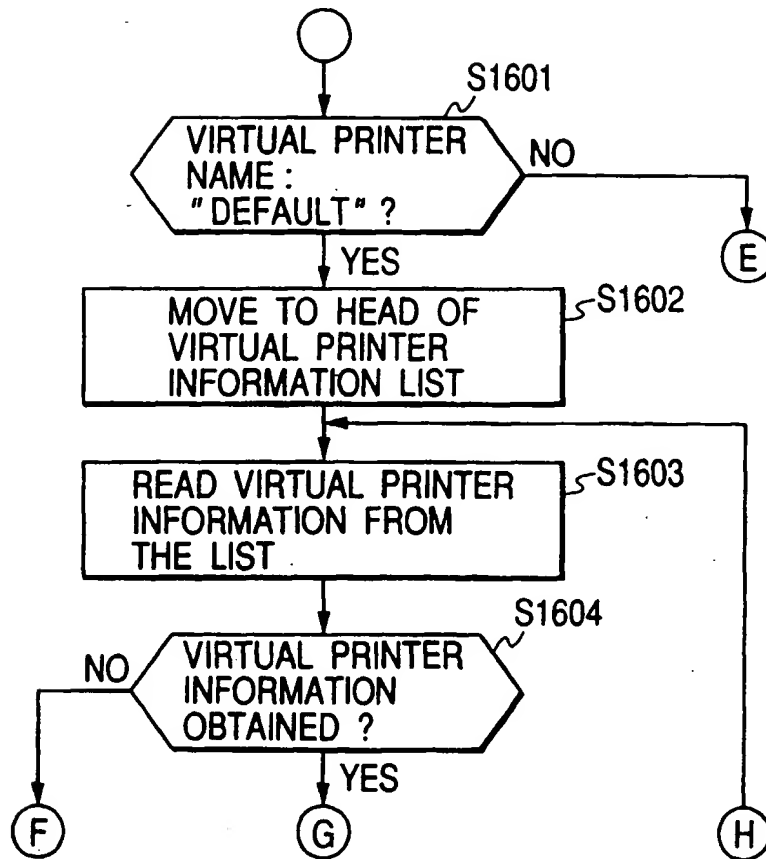 S1601
VIRTUAL PRINTER
NAME :
"DEFAULT" ?
NO
E
YES
S1602
MOVE TO HEAD OF
VIRTUAL PRINTER
INFORMATION LIST
S1603
READ VIRTUAL PRINTER
INFORMATION FROM
THE LIST
S1604
VIRTUAL PRINTER
INFORMATION
OBTAINED ?
NO
YES
F
G
H